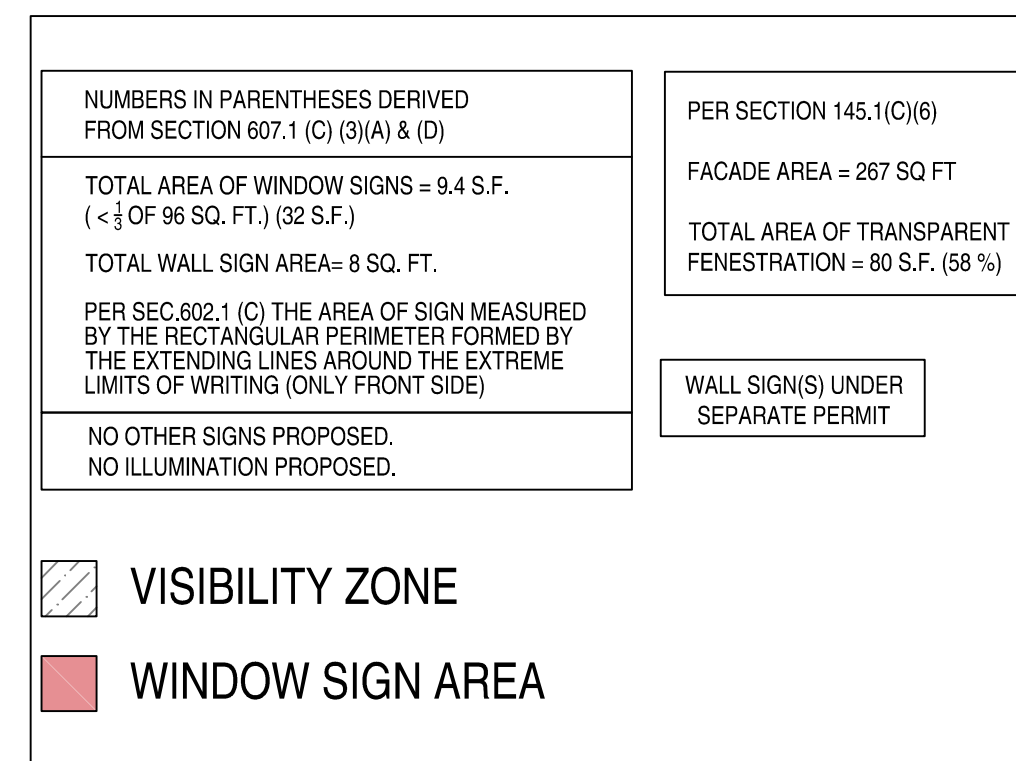 NUMBERS IN PARENTHESES DERIVED
FROM SECTION 607.1 (C) (3)(A) & (D)
TOTAL AREA OF WINDOW SIGNS = 9.4 S.F.
( < 1/3 OF 96 SQ. FT.) (32 S.F.)
TOTAL WALL SIGN AREA= 8 SQ. FT.
PER SEC.602.1 (C) THE AREA OF SIGN MEASURED
BY THE RECTANGULAR PERIMETER FORMED BY
THE EXTENDING LINES AROUND THE EXTREME
LIMITS OF WRITING (ONLY FRONT SIDE)
NO OTHER SIGNS PROPOSED.
NO ILLUMINATION PROPOSED.
PER SECTION 145.1(C)(6)
FACADE AREA = 267 SQ FT
TOTAL AREA OF TRANSPARENT
FENESTRATION = 80 S.F. (58 %)
WALL SIGN(S) UNDER
SEPARATE PERMIT
VISIBILITY ZONE
WINDOW SIGN AREA